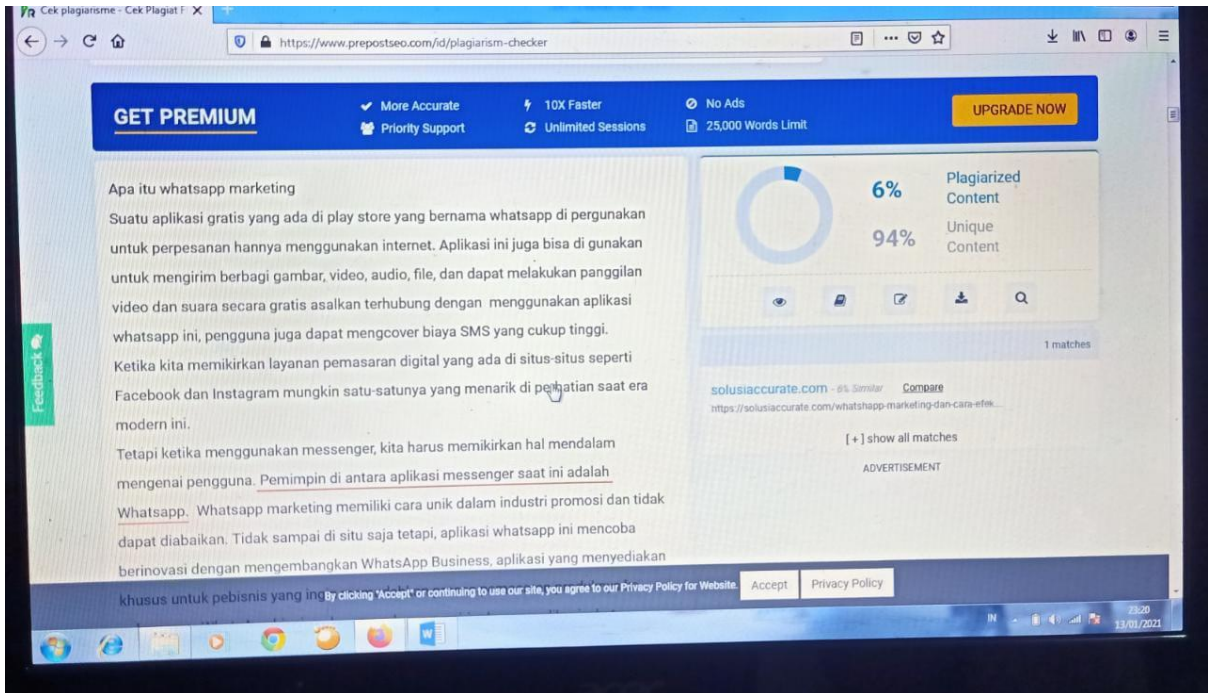 Cek plagiarisme - Cek Plagiat F
https://www.prepostseo.com/id/plagiarism-checker
GET PREMIUM
More Accurate
10X Faster
No Ads
Priority Support
Unlimited Sessions
25,000 Words Limit
UPGRADE NOW
Apa itu whatsapp marketing
Suatu aplikasi gratis yang ada di play store yang bernama whatsapp di pergunakan
untuk perpesanan hannya menggunakan internet. Aplikasi ini juga bisa di gunakan
untuk mengirim berbagi gambar, video, audio, file, dan dapat melakukan panggilan
video dan suara secara gratis asalkan terhubung dengan menggunakan aplikasi
whatsapp ini, pengguna juga dapat mengcover biaya SMS yang cukup tinggi.
Ketika kita memikirkan layanan pemasaran digital yang ada di situs-situs seperti
Facebook dan Instagram mungkin satu-satunya yang menarik di perhatian saat era
modern ini.
Tetapi ketika menggunakan messenger, kita harus memikirkan hal mendalam
mengenai pengguna. Pemimpin di antara aplikasi messenger saat ini adalah
Whatsapp. Whatsapp marketing memiliki cara unik dalam industri promosi dan tidak
dapat diabaikan. Tidak sampai di situ saja tetapi, aplikasi whatsapp ini mencoba
berinovasi dengan mengembangkan WhatsApp Business, aplikasi yang menyediakan
khusus untuk pebisnis yang
6%
Plagiarized
Content
94%
Unique
Content
1 matches
solusiaccurate.com - 6% Similar Compare
https://solusiaccurate.com/whatshapp-marketing-dan-cara-efek...
[+] show all matches
ADVERTISEMENT
Feedback
By clicking "Accept" or continuing to use our site, you agree to our Privacy Policy for Website.
Accept
Privacy Policy
IN
23:20
13/01/2021